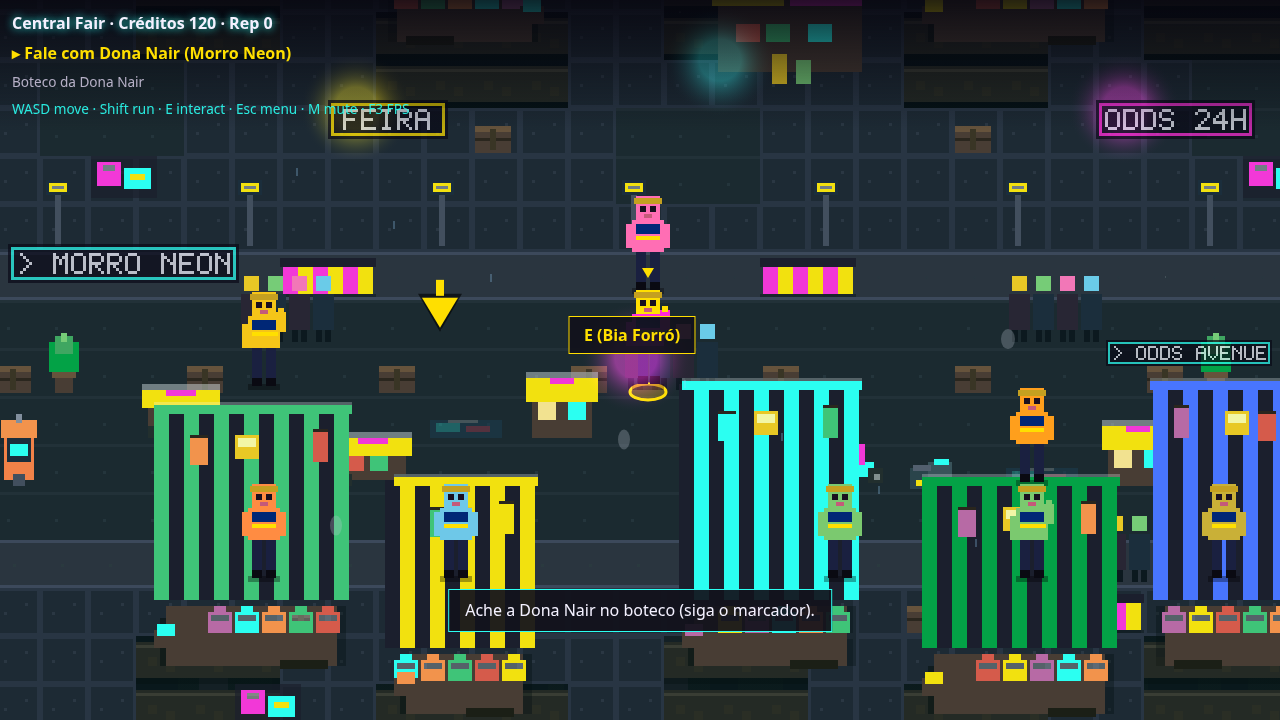 Central Fair · Créditos 120 · Rep 0
▸ Fale com Dona Nair (Morro Neon)
Boteco da Dona Nair
WASD move · Shift run · E interact · Esc menu · M mute · F3 FPS
FEIRA
ODDS 24H
> MORRO NEON
E (Bia Forró)
> ODDS AVENUE
Ache a Dona Nair no boteco (siga o marcador).